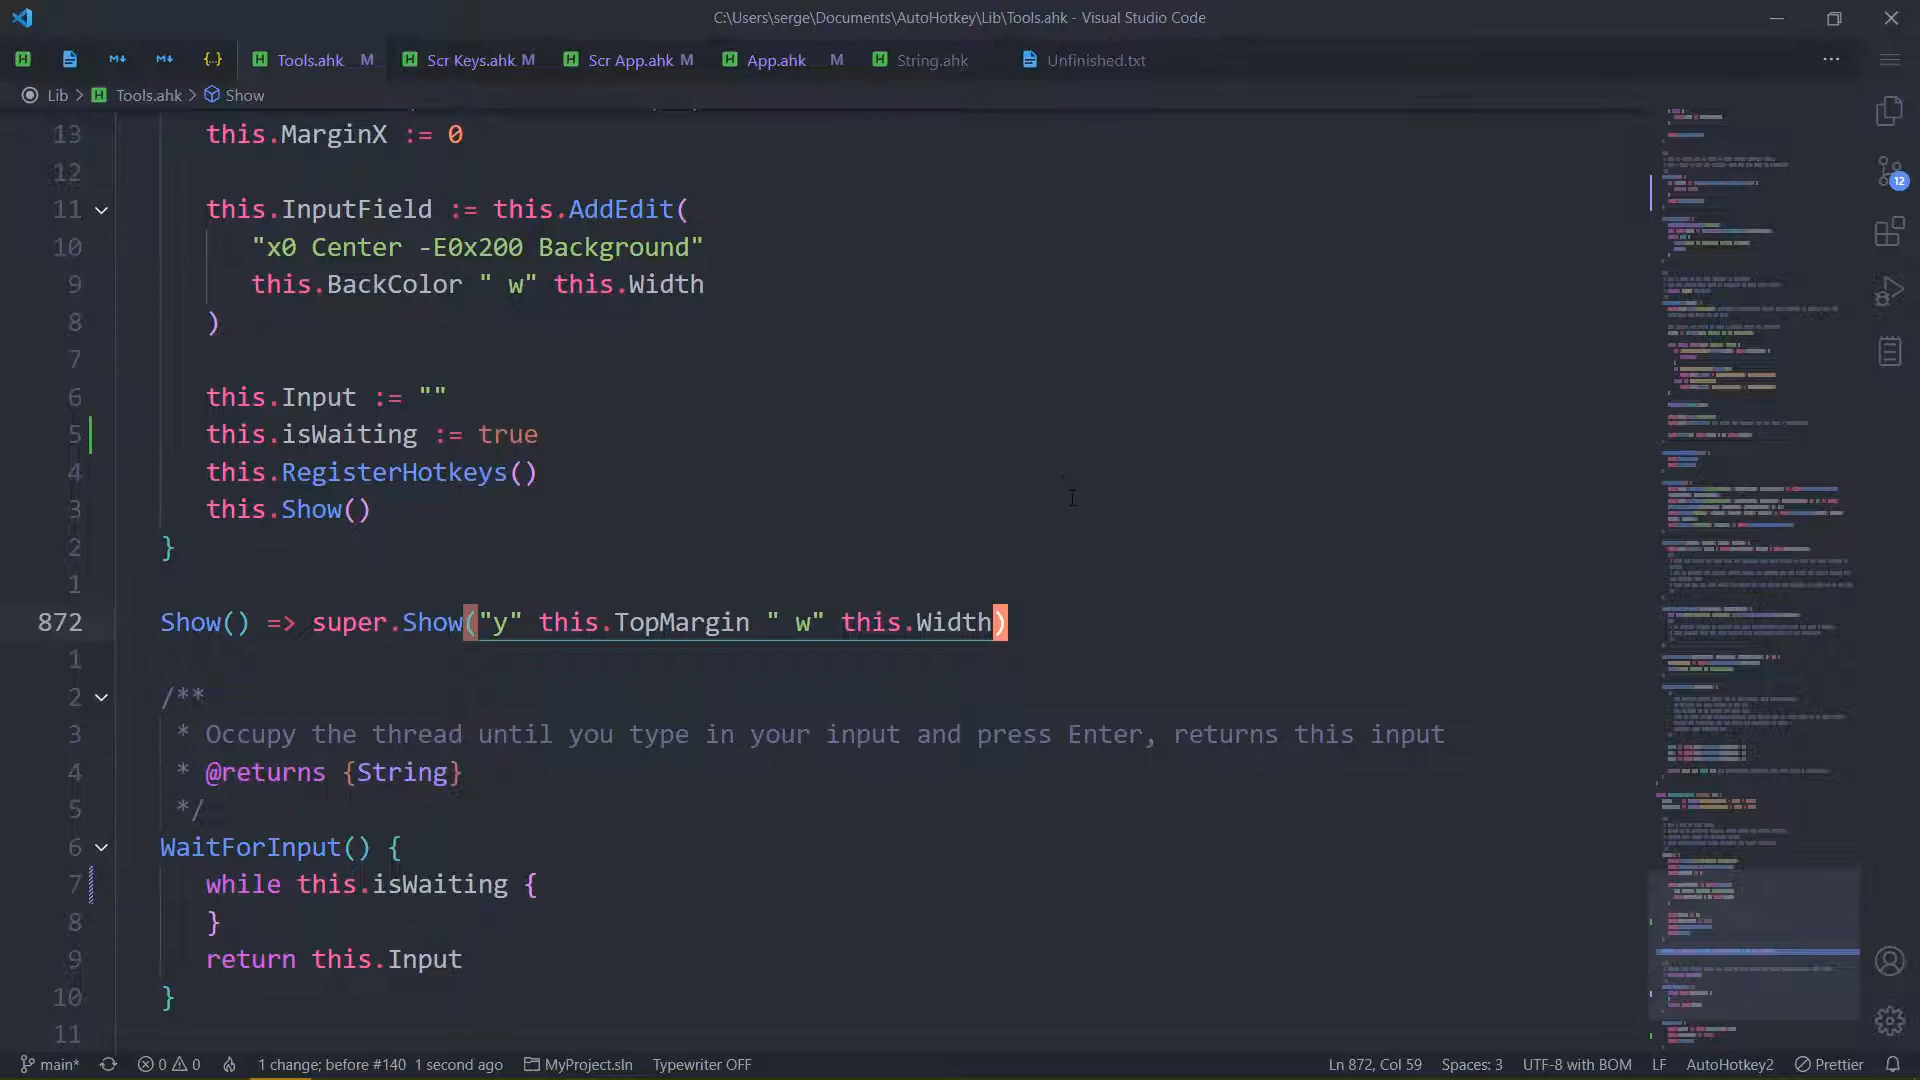 C:\Users\serge\Documents\AutoHotkey\Lib\Tools.ahk - Visual Studio Code
Tools.ahk M Scr Keys.ahk M Scr App.ahk M App.ahk M String.ahk Unfinished.txt ...
Lib > Tools.ahk > Show
13 this.MarginX := 0
12
11 this.InputField := this.AddEdit(
10 "x0 Center -E0x200 Background"
9 this.BackColor " w" this.Width
8 )
7
6 this.Input := ""
5 this.isWaiting := true
4 this.RegisterHotkeys()
3 this.Show()
2 }
1
872 Show() => super.Show("y" this.TopMargin " w" this.Width)
1
2 /**
3 * Occupy the thread until you type in your input and press Enter, returns this input
4 * @returns {String}
5 */
6 WaitForInput() {
7 while this.isWaiting {
8 }
9 return this.Input
10 }
11
12
main* 0 0 1 change; before #140 1 second ago MyProject.sln Typewriter OFF Ln 872, Col 59 Spaces: 3 UTF-8 with BOM LF AutoHotkey2 Prettier